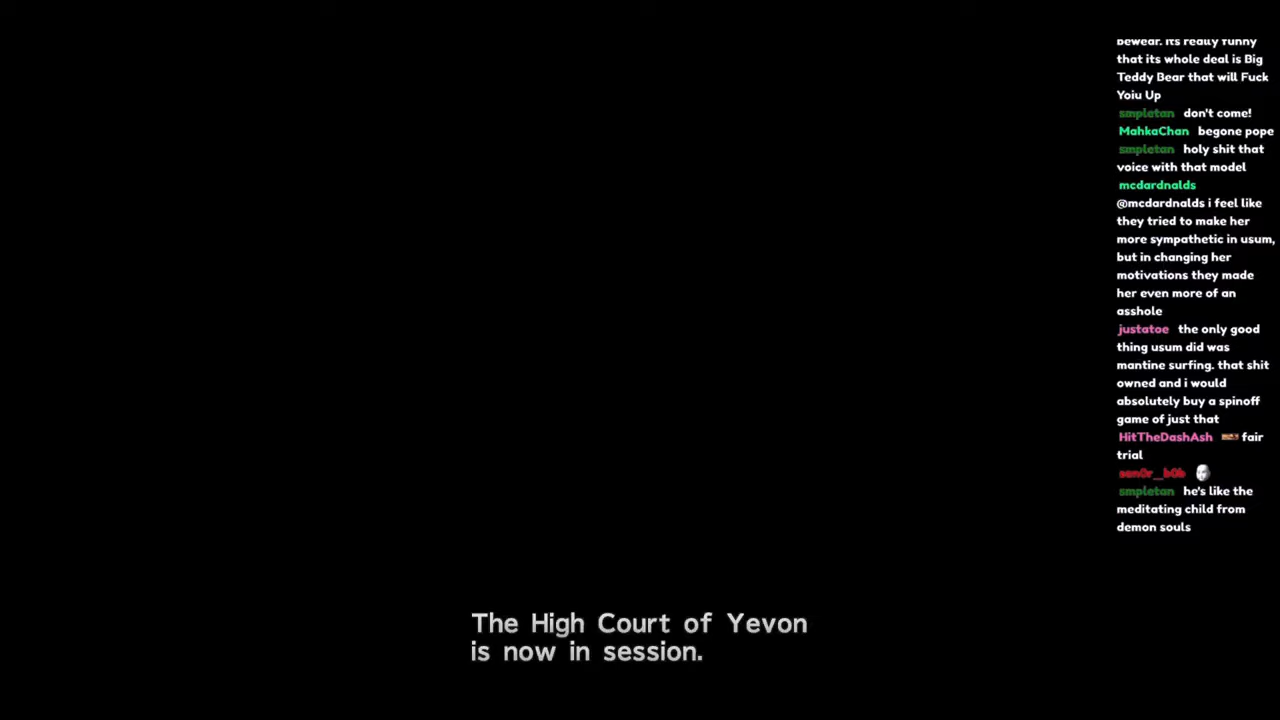 bewear. its really funny
that its whole deal is Big
Teddy Bear that will Fuck
Yoiu Up
smpletan don't come!
MahkaChan begone pope
smpletan holy shit that
voice with that model
mcdardnalds
@mcdardnalds i feel like
they tried to make her
more sympathetic in usum,
but in changing her
motivations they made
her even more of an
asshole
justatoe the only good
thing usum did was
mantine surfing. that shit
owned and i would
absolutely buy a spinoff
game of just that
HitTheDashAsh fair
trial
sen0r__b0b
smpletan he's like the
meditating child from
demon souls
The High Court of Yevon
is now in session.